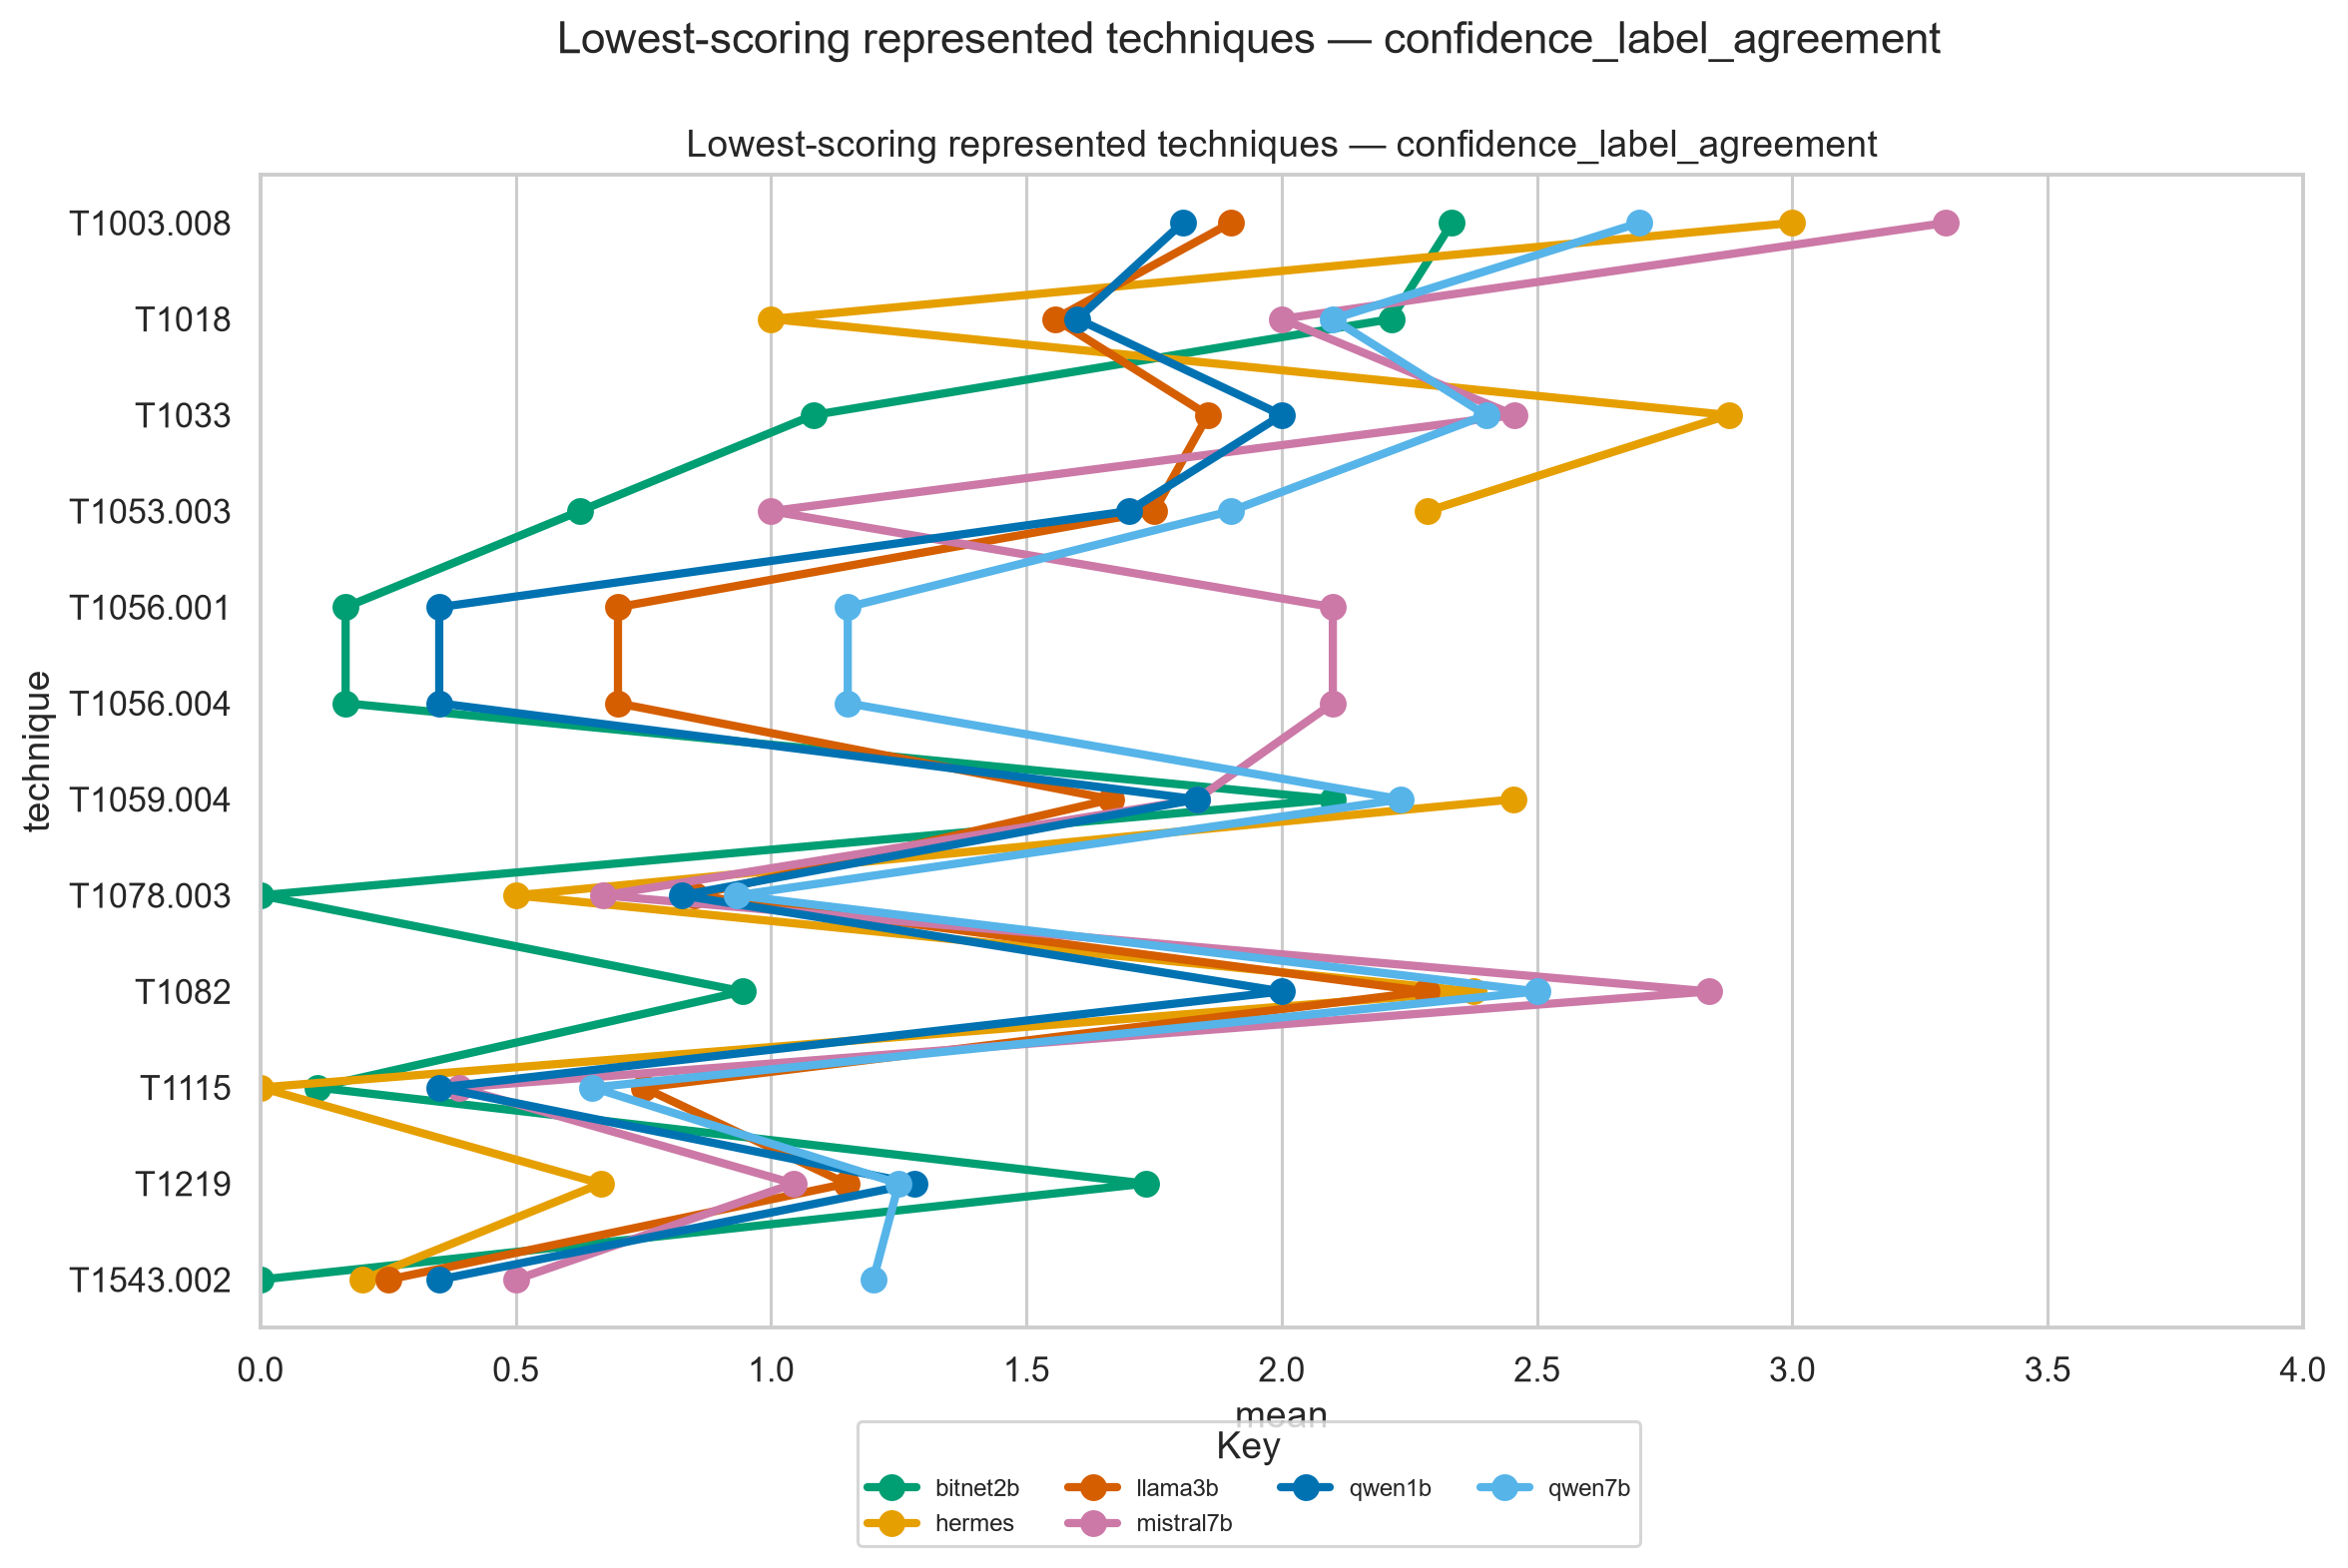 Lowest-scoring represented techniques — confidence_label_agreement
Lowest-scoring represented techniques — confidence_label_agreement
technique
T1003.008
T1018
T1033
T1053.003
T1056.001
T1056.004
T1059.004
T1078.003
T1082
T1115
T1219
T1543.002
0.0 0.5 1.0 1.5 2.0 2.5 3.0 3.5 4.0
mean
Key
bitnet2b llama3b qwen1b qwen7b
hermes mistral7b